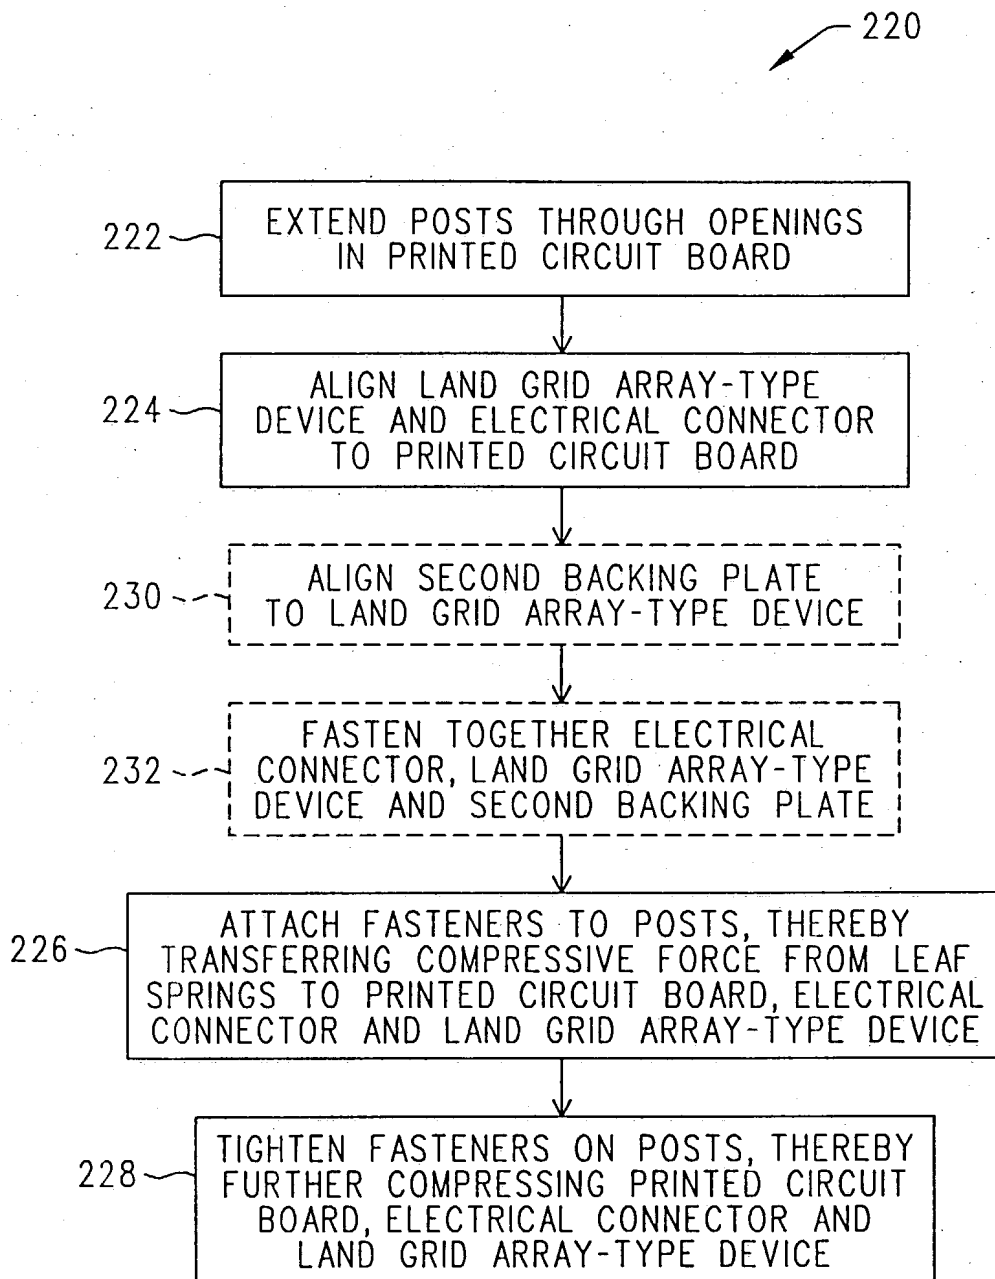 220
222
EXTEND POSTS THROUGH OPENINGS
IN PRINTED CIRCUIT BOARD
224
ALIGN LAND GRID ARRAY-TYPE
DEVICE AND ELECTRICAL CONNECTOR
TO PRINTED CIRCUIT BOARD
230
ALIGN SECOND BACKING PLATE
TO LAND GRID ARRAY-TYPE DEVICE
232
FASTEN TOGETHER ELECTRICAL
CONNECTOR, LAND GRID ARRAY-TYPE
DEVICE AND SECOND BACKING PLATE
226
ATTACH FASTENERS TO POSTS, THEREBY
TRANSFERRING COMPRESSIVE FORCE FROM LEAF
SPRINGS TO PRINTED CIRCUIT BOARD, ELECTRICAL
CONNECTOR AND LAND GRID ARRAY-TYPE DEVICE
228
TIGHTEN FASTENERS ON POSTS, THEREBY
FURTHER COMPRESSING PRINTED CIRCUIT
BOARD, ELECTRICAL CONNECTOR AND
LAND GRID ARRAY-TYPE DEVICE